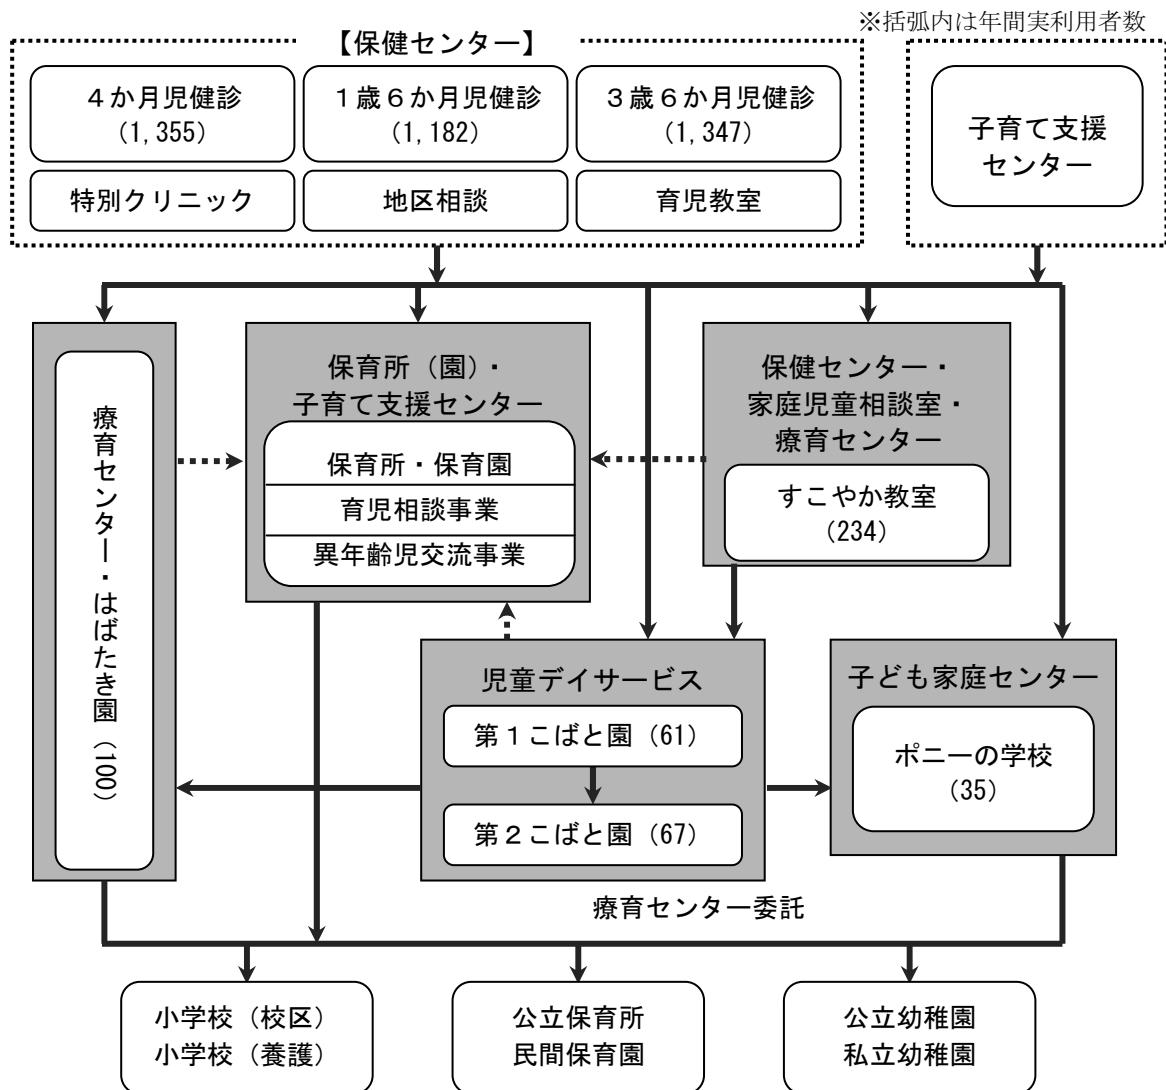 ※括弧内は年間実利用者数
【保健センター】
４か月児健診
(1,355)
１歳６か月児健診
(1,182)
３歳６か月児健診
(1,347)
特別クリニック
地区相談
育児教室
子育て支援
センター
療育センター・はばたき園（100）
保育所（園）・
子育て支援センター
保育所・保育園
育児相談事業
異年齢児交流事業
保健センター・
家庭児童相談室・
療育センター
すこやか教室
（234）
児童デイサービス
第１こばと園（61）
第２こばと園（67）
子ども家庭センター
ポニーの学校
（35）
療育センター委託
小学校（校区）
小学校（養護）
公立保育所
民間保育園
公立幼稚園
私立幼稚園